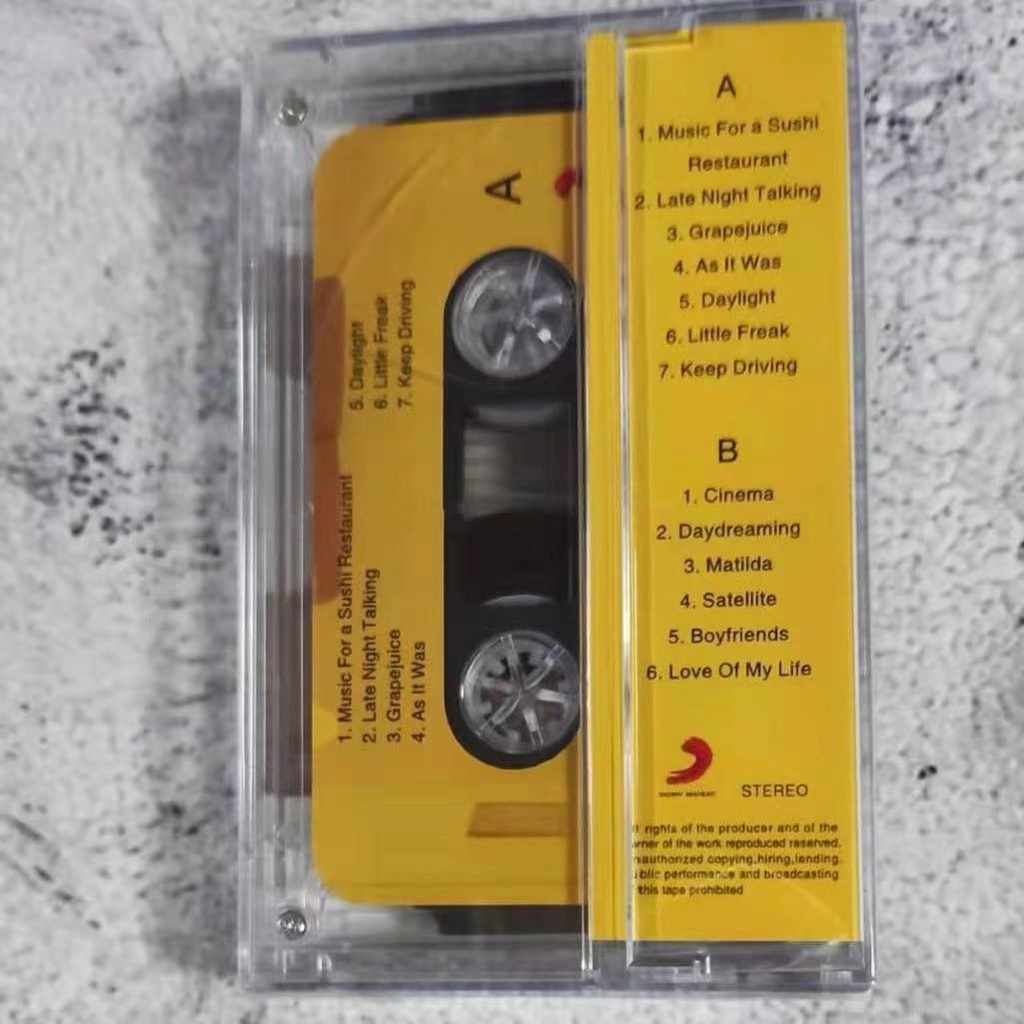 A
1. Music For a Sushi Restaurant
2. Late Night Talking
3. Grapejuice
4. As It Was
5. Daylight
6. Little Freak
7. Keep Driving
A
1. Music For a Sushi
Restaurant
2. Late Night Talking
3. Grapejuice
4. As It Was
5. Daylight
6. Little Freak
7. Keep Driving
B
1. Cinema
2. Daydreaming
3. Matilda
4. Satellite
5. Boyfriends
6. Love Of My Life
SONY MUSIC
STEREO
rights of the producer and of the
of the work reproduced reserved.
copying,hiring,lending.
performance and broadcasting
this tape prohibited